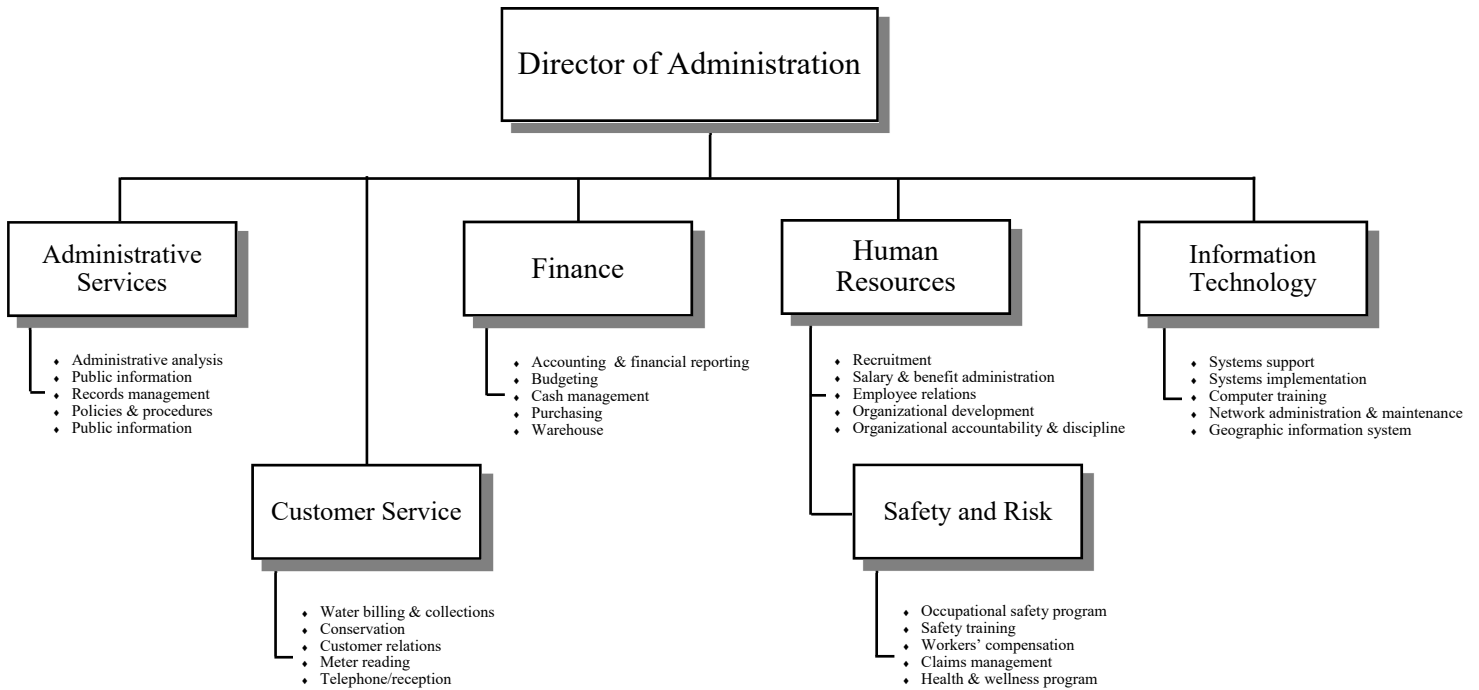 Director of Administration
Administrative
Services
♦ Administrative analysis
♦ Public information
♦ Records management
♦ Policies & procedures
♦ Public information
Customer Service
♦ Water billing & collections
♦ Conservation
♦ Customer relations
♦ Meter reading
♦ Telephone/reception
Finance
♦ Accounting & financial reporting
♦ Budgeting
♦ Cash management
♦ Purchasing
♦ Warehouse
Human
Resources
♦ Recruitment
♦ Salary & benefit administration
♦ Employee relations
♦ Organizational development
♦ Organizational accountability & discipline
Safety and Risk
♦ Occupational safety program
♦ Safety training
♦ Workers’ compensation
♦ Claims management
♦ Health & wellness program
Information
Technology
♦ Systems support
♦ Systems implementation
♦ Computer training
♦ Network administration & maintenance
♦ Geographic information system